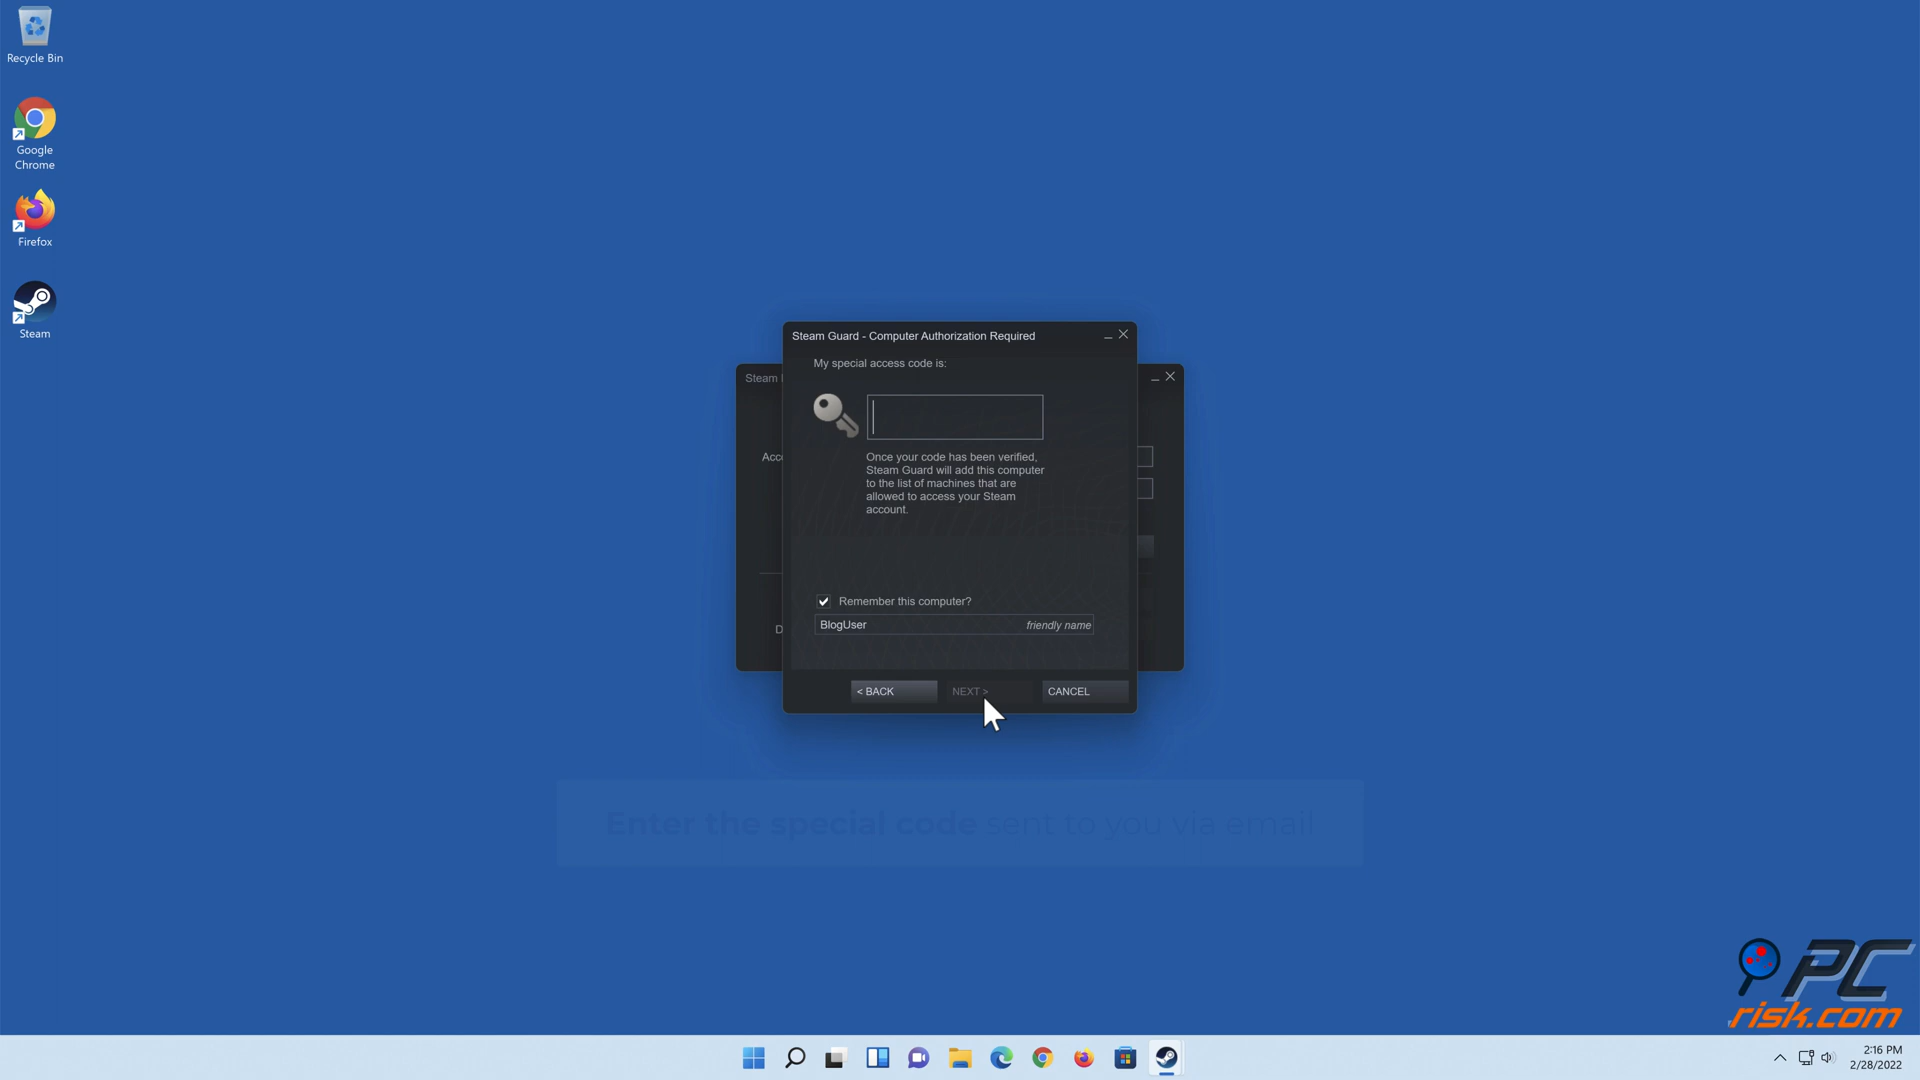 Recycle Bin
Google
Chrome
Firefox
Steam
Steam Guard - Computer Authorization Required
My special access code is:
Steam
Acc
Once your code has been verified,
Steam Guard will add this computer
to the list of machines that are
allowed to access your Steam
account.
Remember this computer?
BlogUser friendly name
D
< BACK NEXT > CANCEL
Enter the special code sent to you via email
PC
risk.com
2:16 PM
2/28/2022